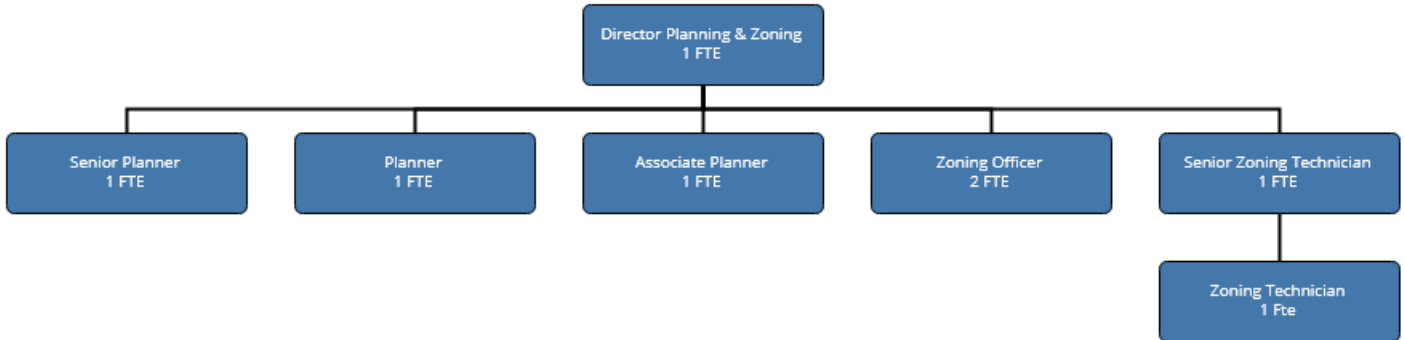 Director Planning & Zoning
1 FTE
Senior Planner
1 FTE
Planner
1 FTE
Associate Planner
1 FTE
Zoning Officer
2 FTE
Senior Zoning Technician
1 FTE
Zoning Technician
1 Fte